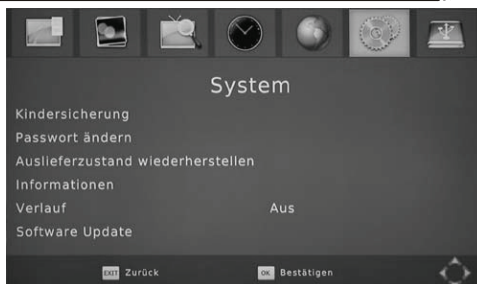 System
Kindersicherung
Passwort ändern
Auslieferzustand wiederherstellen
Informationen
Verlauf Aus
Software Update
EXIT Zurück OK Bestätigen